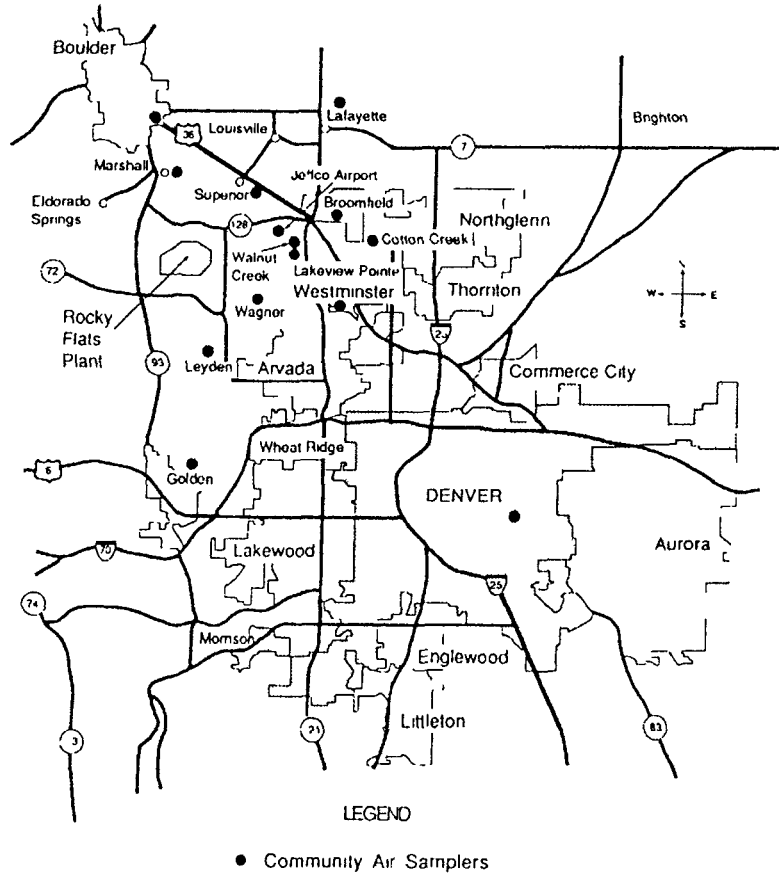 Boulder
Brighton
Lafayette
36
Louisville
7
Marshall
Jeffco Airport
Eldorado
Springs
Superior
Broomfield
Northglenn
128
Cotton Creek
Walnut
Creek
Lakeview Pointe
72
Westminster
Thornton
W
E
S
Rocky
Flats
Plant
Wagner
93
Leyden
Arvada
Commerce City
Wheat Ridge
6
Golden
DENVER
70
Lakewood
Aurora
25
74
Morrison
Englewood
Littleton
83
LEGEND
Community Air Samplers